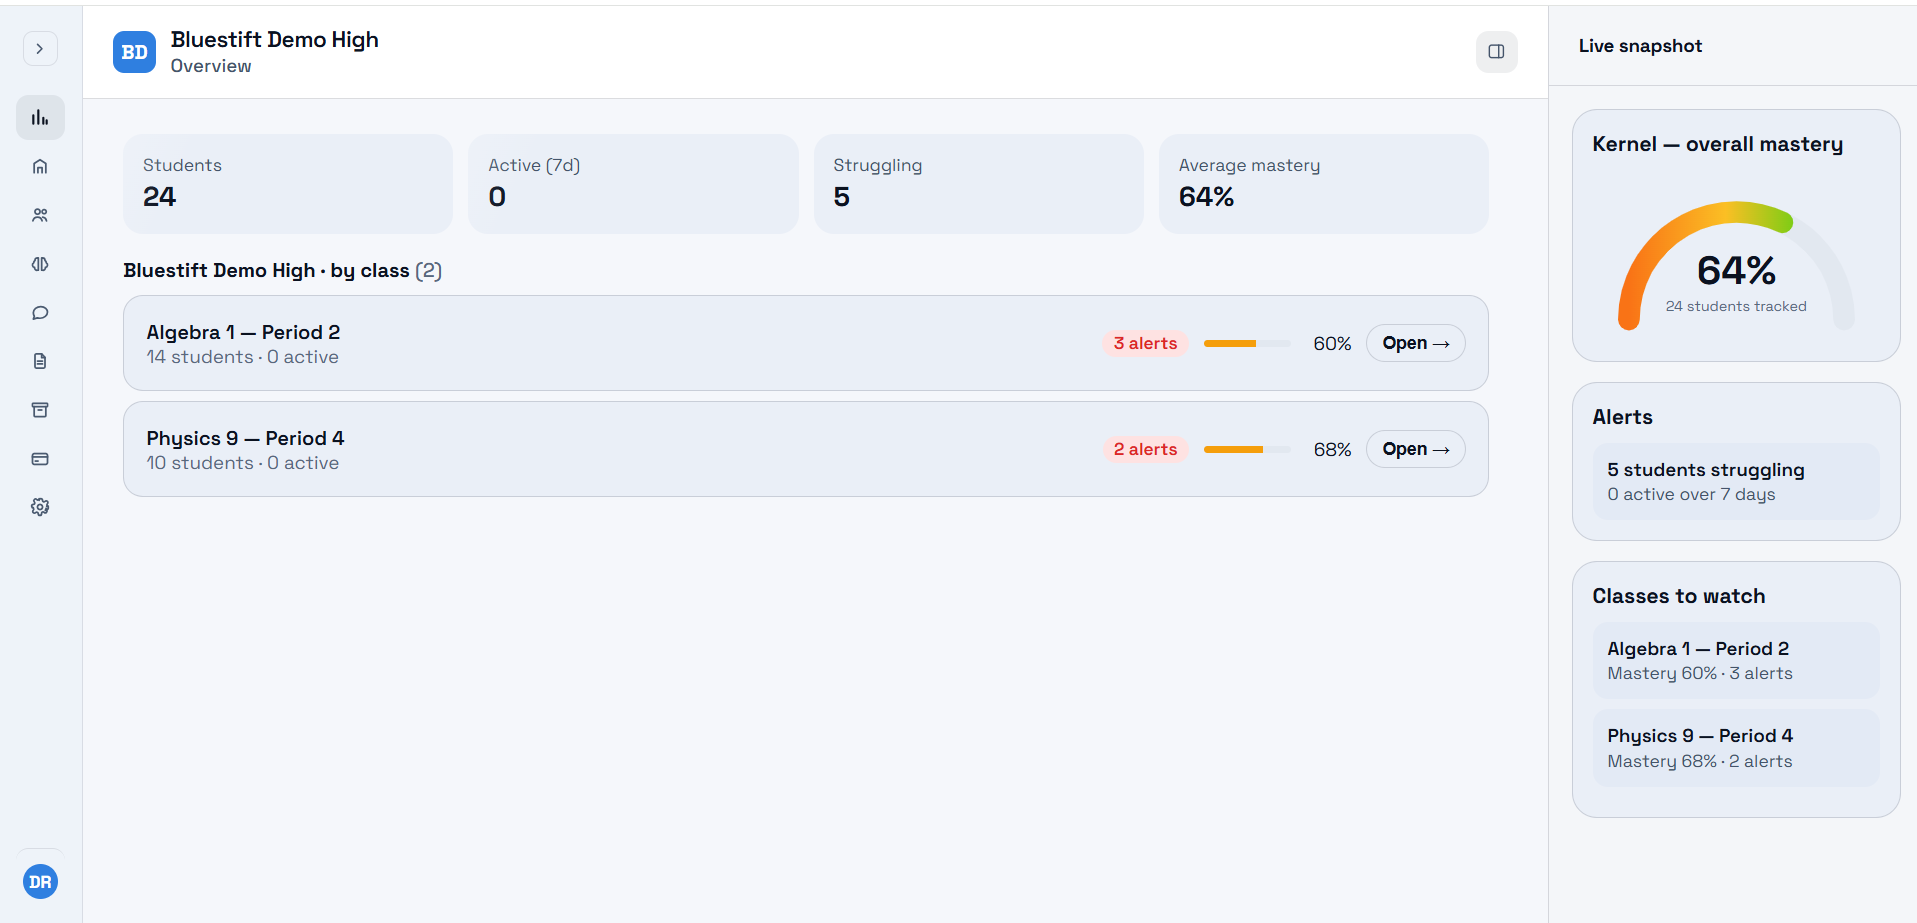 BD
Bluestift Demo High
Overview
Students
24
Active (7d)
0
Struggling
5
Average mastery
64%
Bluestift Demo High · by class (2)
Algebra 1 — Period 2
14 students · 0 active
3 alerts
60%
Open →
Physics 9 — Period 4
10 students · 0 active
2 alerts
68%
Open →
DR
Live snapshot
Kernel — overall mastery
64%
24 students tracked
Alerts
5 students struggling
0 active over 7 days
Classes to watch
Algebra 1 — Period 2
Mastery 60% · 3 alerts
Physics 9 — Period 4
Mastery 68% · 2 alerts